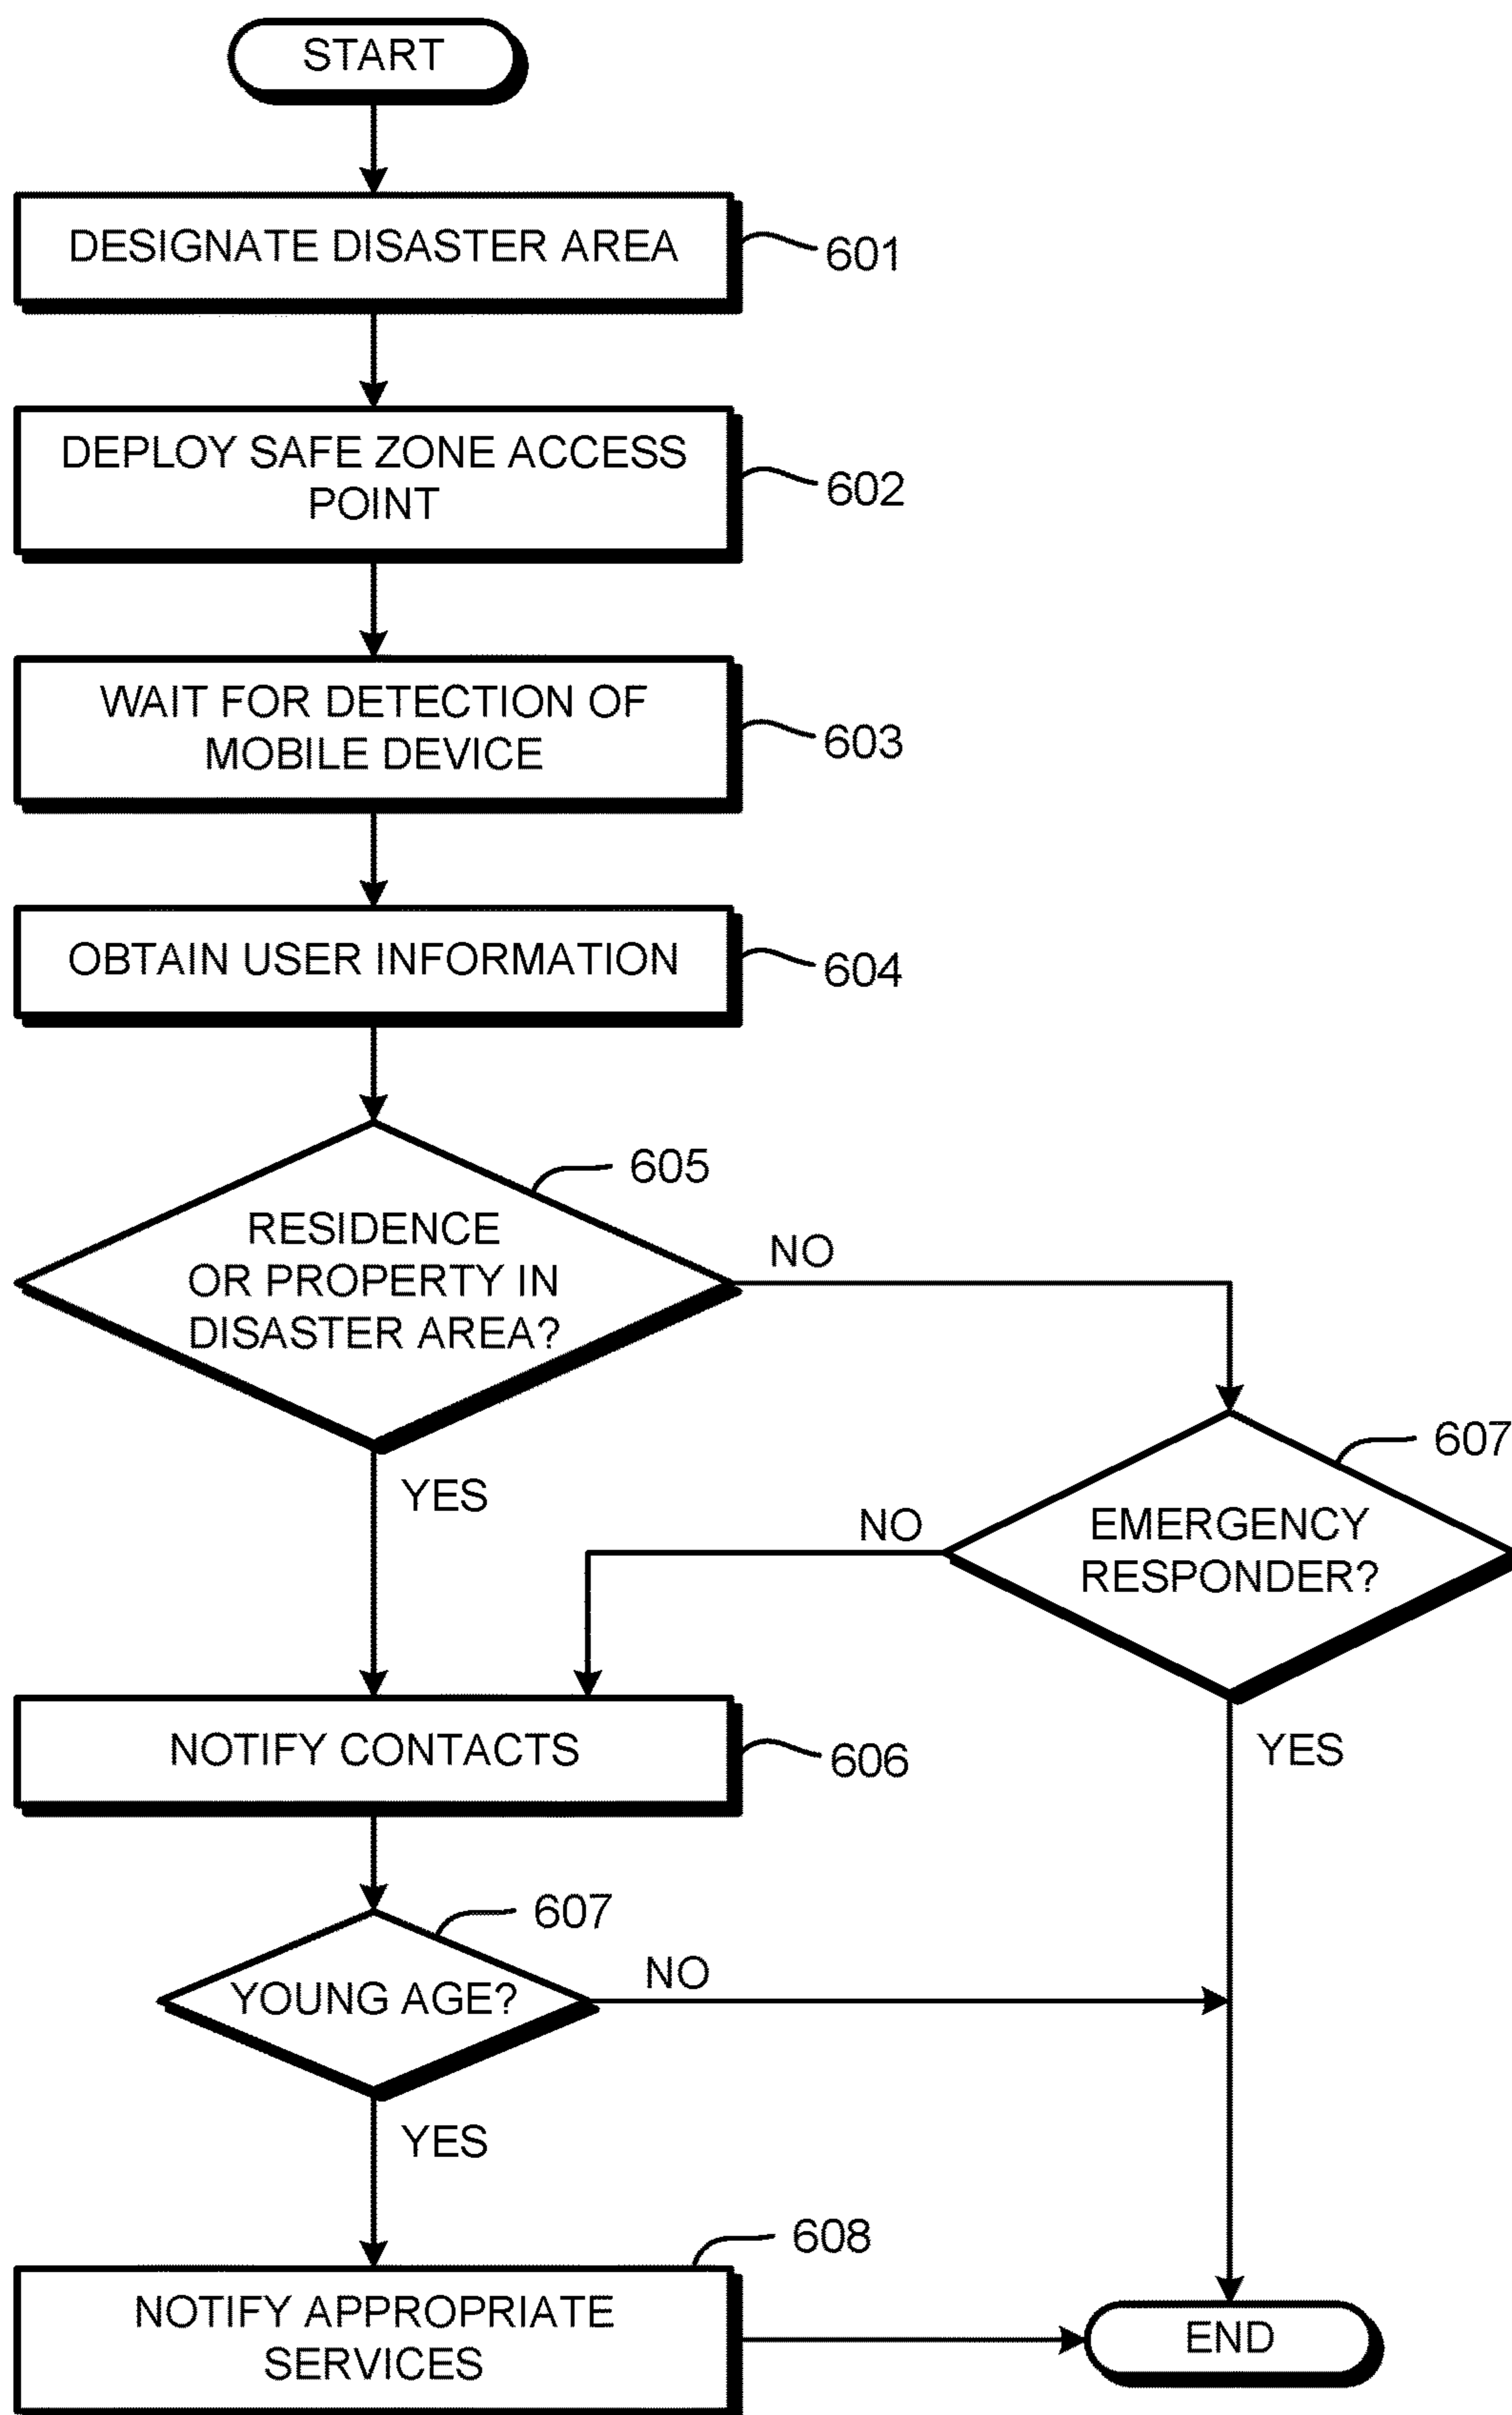 START
DESIGNATE DISASTER AREA
601
DEPLOY SAFE ZONE ACCESS
POINT
602
WAIT FOR DETECTION OF
MOBILE DEVICE
603
OBTAIN USER INFORMATION
604
605
RESIDENCE
OR PROPERTY IN
DISASTER AREA?
NO
YES
607
EMERGENCY
RESPONDER?
NO
YES
NOTIFY CONTACTS
606
607
YOUNG AGE?
NO
YES
608
NOTIFY APPROPRIATE
SERVICES
END